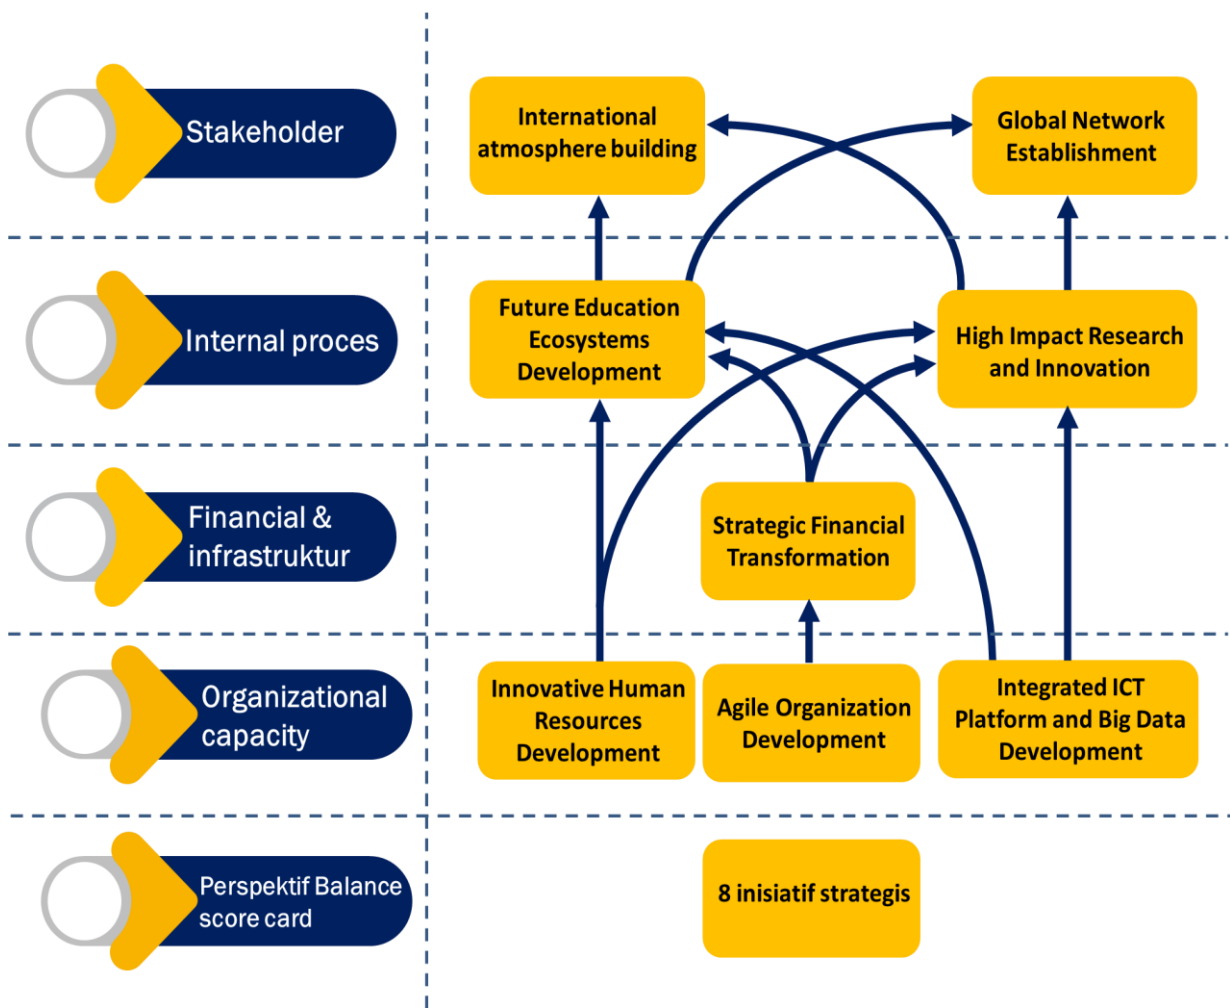 Stakeholder
International
atmosphere building
Global Network
Establishment
Internal proces
Future Education
Ecosystems
Development
High Impact Research
and Innovation
Financial &
infrastruktur
Strategic Financial
Transformation
Organizational
capacity
Innovative Human
Resources
Development
Agile Organization
Development
Integrated ICT
Platform and Big Data
Development
Perspektif Balance
score card
8 inisiatif strategis